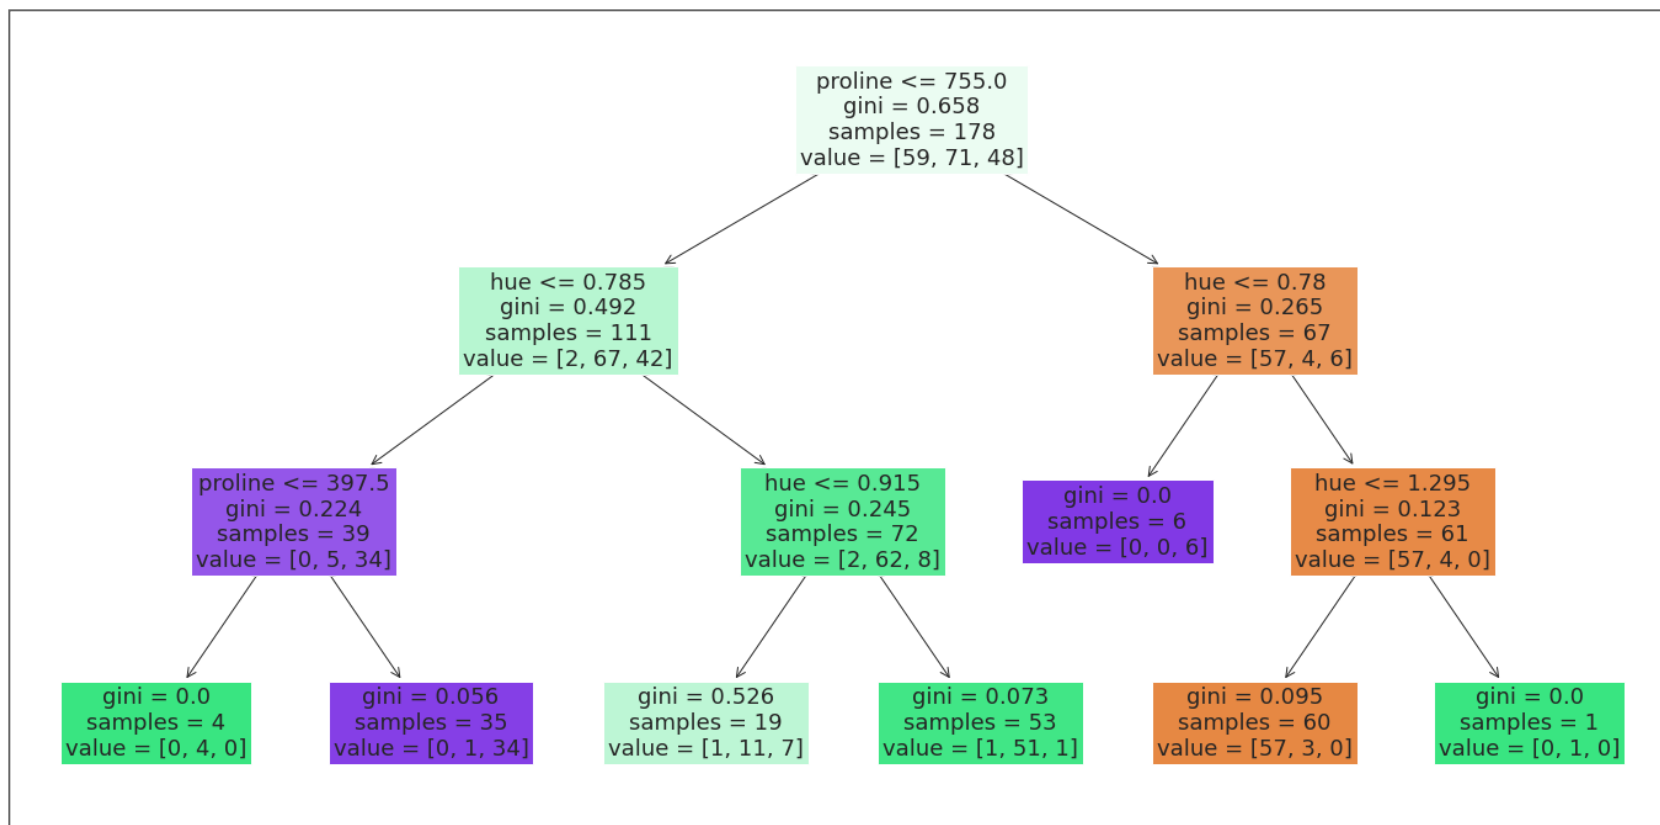 proline <= 755.0
gini = 0.658
samples = 178
value = [59, 71, 48]
hue <= 0.785
gini = 0.492
samples = 111
value = [2, 67, 42]
hue <= 0.78
gini = 0.265
samples = 67
value = [57, 4, 6]
proline <= 397.5
gini = 0.224
samples = 39
value = [0, 5, 34]
hue <= 0.915
gini = 0.245
samples = 72
value = [2, 62, 8]
gini = 0.0
samples = 6
value = [0, 0, 6]
hue <= 1.295
gini = 0.123
samples = 61
value = [57, 4, 0]
gini = 0.0
samples = 4
value = [0, 4, 0]
gini = 0.056
samples = 35
value = [0, 1, 34]
gini = 0.526
samples = 19
value = [1, 11, 7]
gini = 0.073
samples = 53
value = [1, 51, 1]
gini = 0.095
samples = 60
value = [57, 3, 0]
gini = 0.0
samples = 1
value = [0, 1, 0]